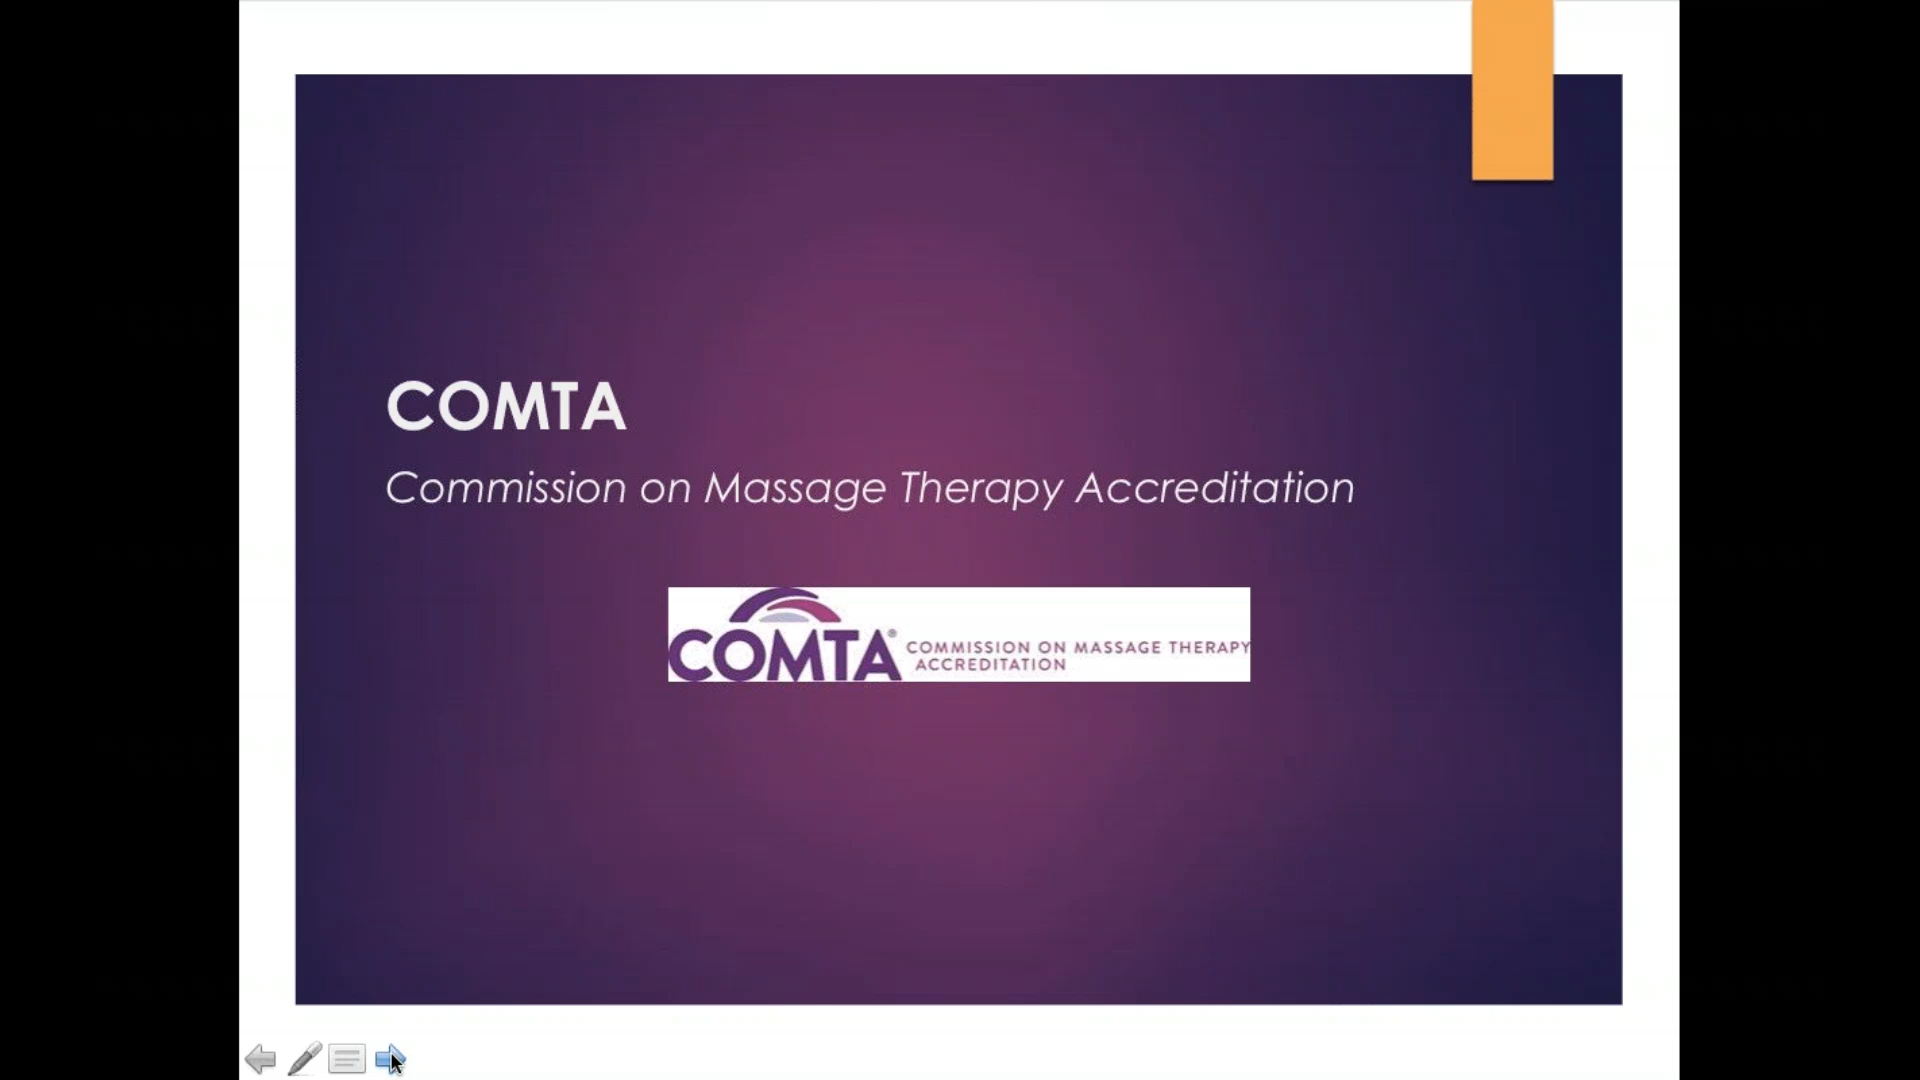 COMTA
Commission on Massage Therapy Accreditation
COMTA® COMMISSION ON MASSAGE THERAPY
ACCREDITATION